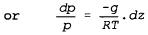 or dp/p = -g/RT . dz